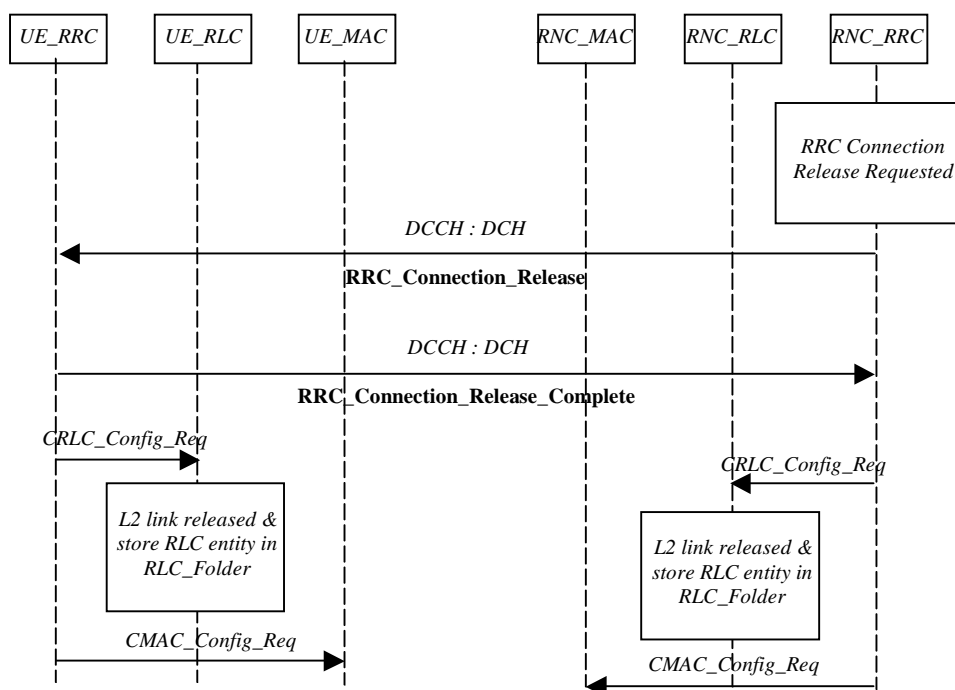 UE_RRC
UE_RLC
UE_MAC
RNC_MAC
RNC_RLC
RNC_RRC
RRC Connection
Release Requested
DCCH : DCH
RRC_Connection_Release
DCCH : DCH
RRC_Connection_Release_Complete
CRLC_Config_Req
CRLC_Config_Req
L2 link released &
store RLC entity in
RLC_Folder
L2 link released &
store RLC entity in
RLC_Folder
CMAC_Config_Req
CMAC_Config_Req